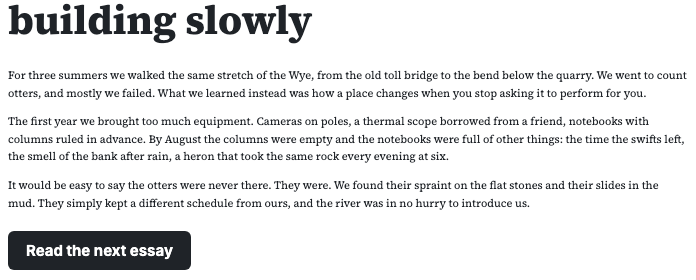 building slowly
For three summers we walked the same stretch of the Wye, from the old toll bridge to the bend below the quarry. We went to count
otters, and mostly we failed. What we learned instead was how a place changes when you stop asking it to perform for you.
The first year we brought too much equipment. Cameras on poles, a thermal scope borrowed from a friend, notebooks with
columns ruled in advance. By August the columns were empty and the notebooks were full of other things: the time the swifts left,
the smell of the bank after rain, a heron that took the same rock every evening at six.
It would be easy to say the otters were never there. They were. We found their spraint on the flat stones and their slides in the
mud. They simply kept a different schedule from ours, and the river was in no hurry to introduce us.
Read the next essay